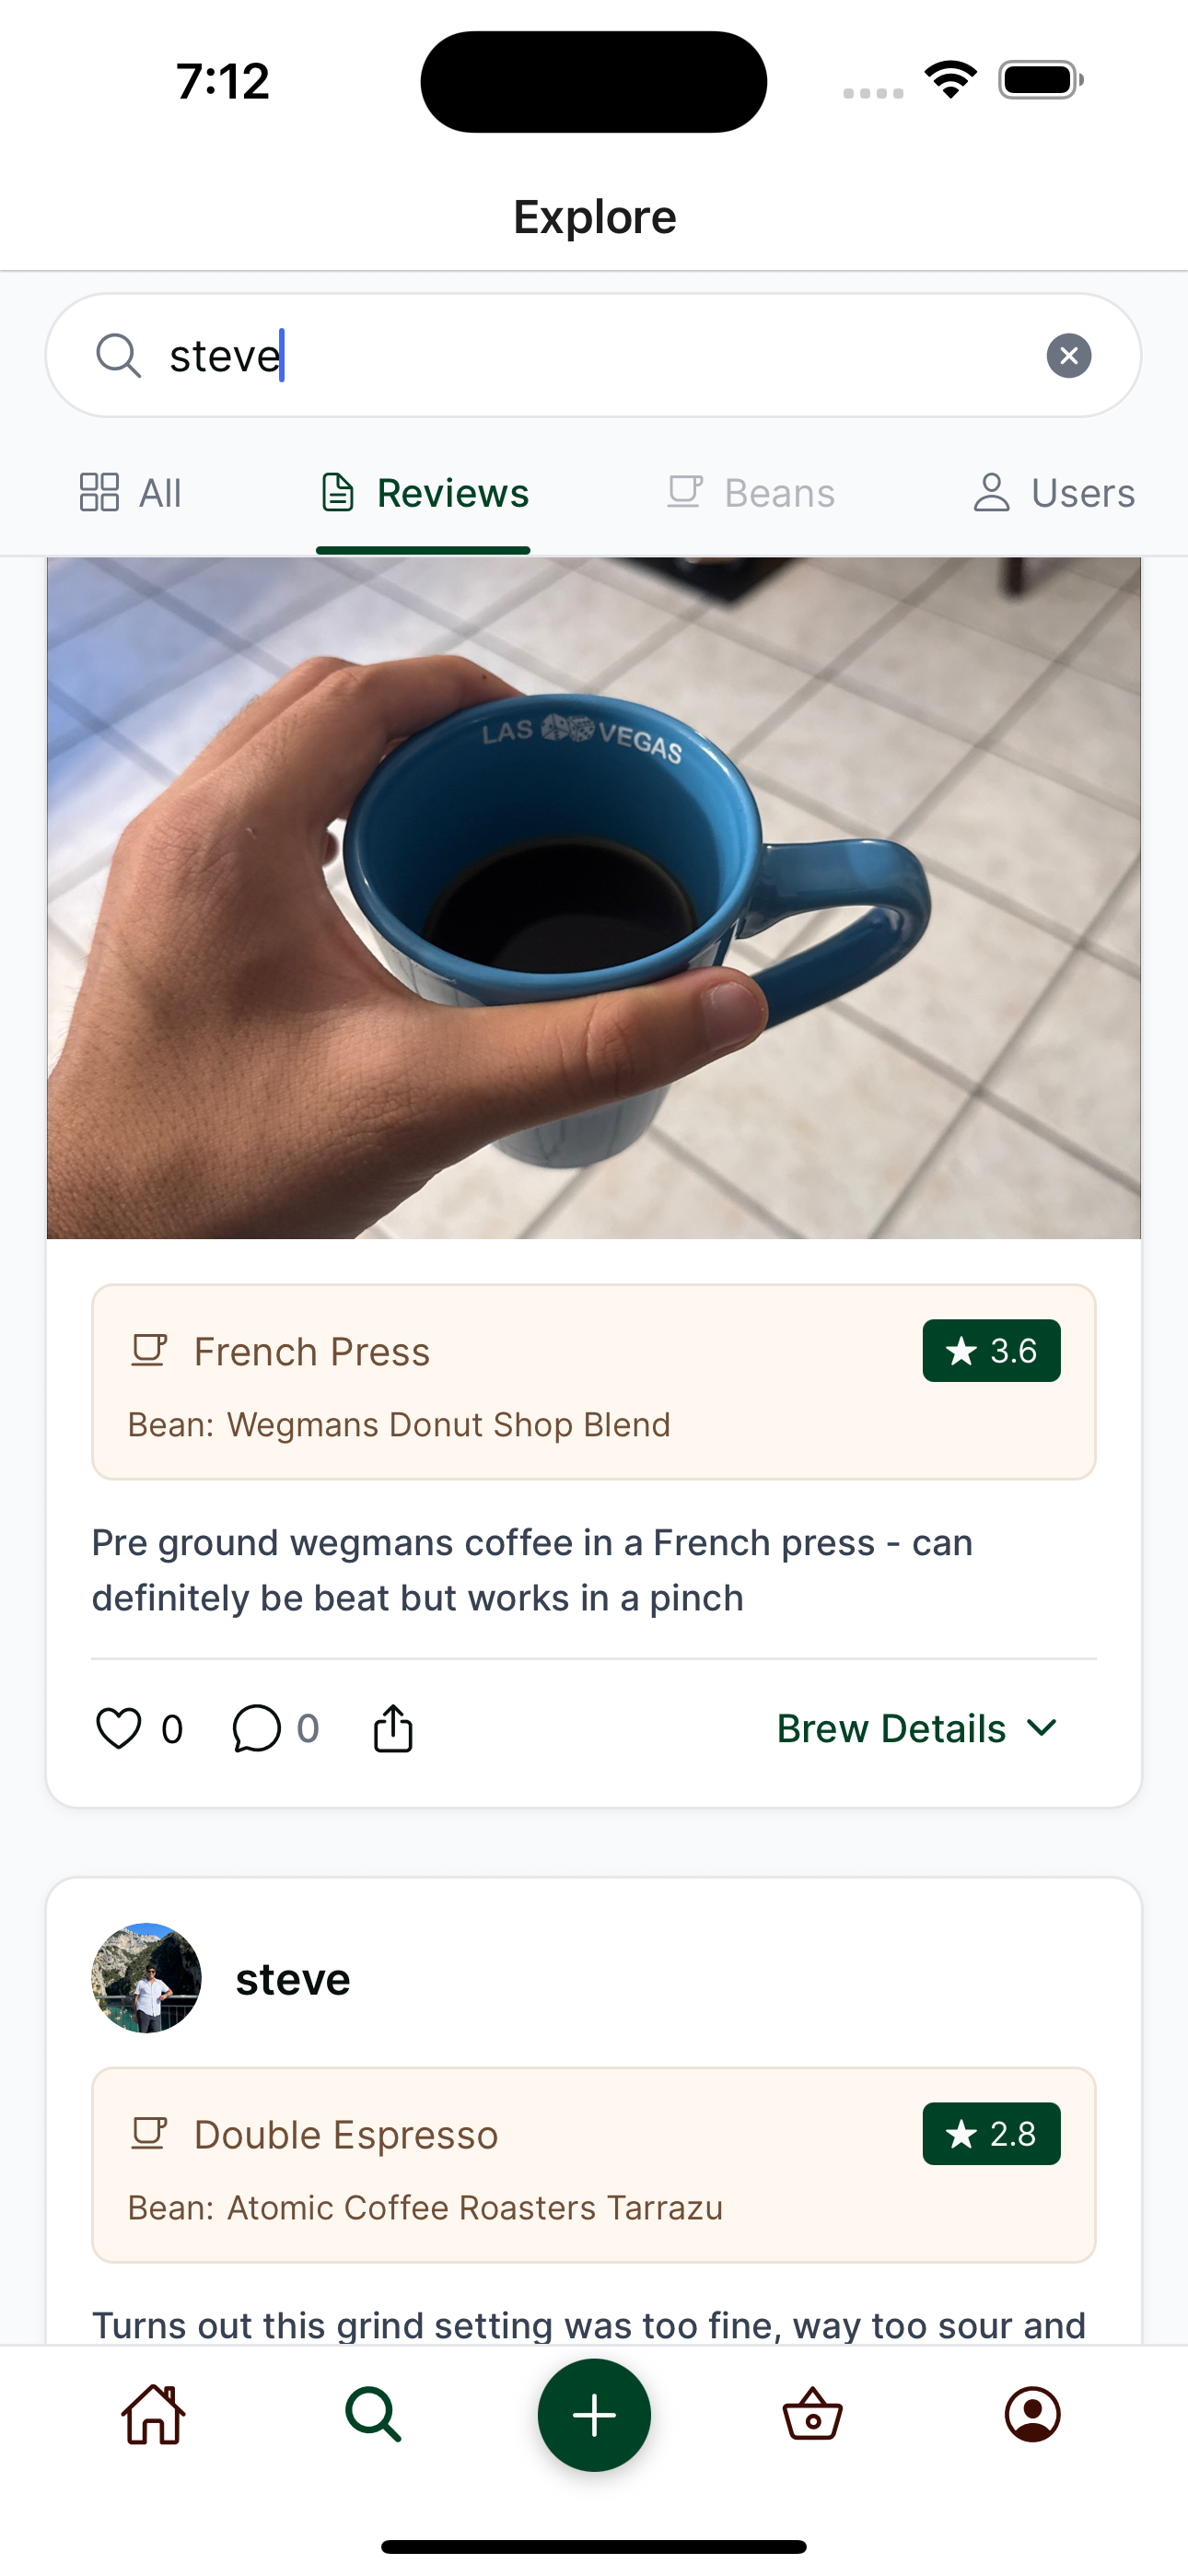 7:12
Explore
steve
All
Reviews
Beans
Users
LAS VEGAS
French Press
3.6
Bean: Wegmans Donut Shop Blend
Pre ground wegmans coffee in a French press - can
definitely be beat but works in a pinch
0
0
Brew Details
steve
Double Espresso
2.8
Bean: Atomic Coffee Roasters Tarrazu
Turns out this grind setting was too fine, way too sour and